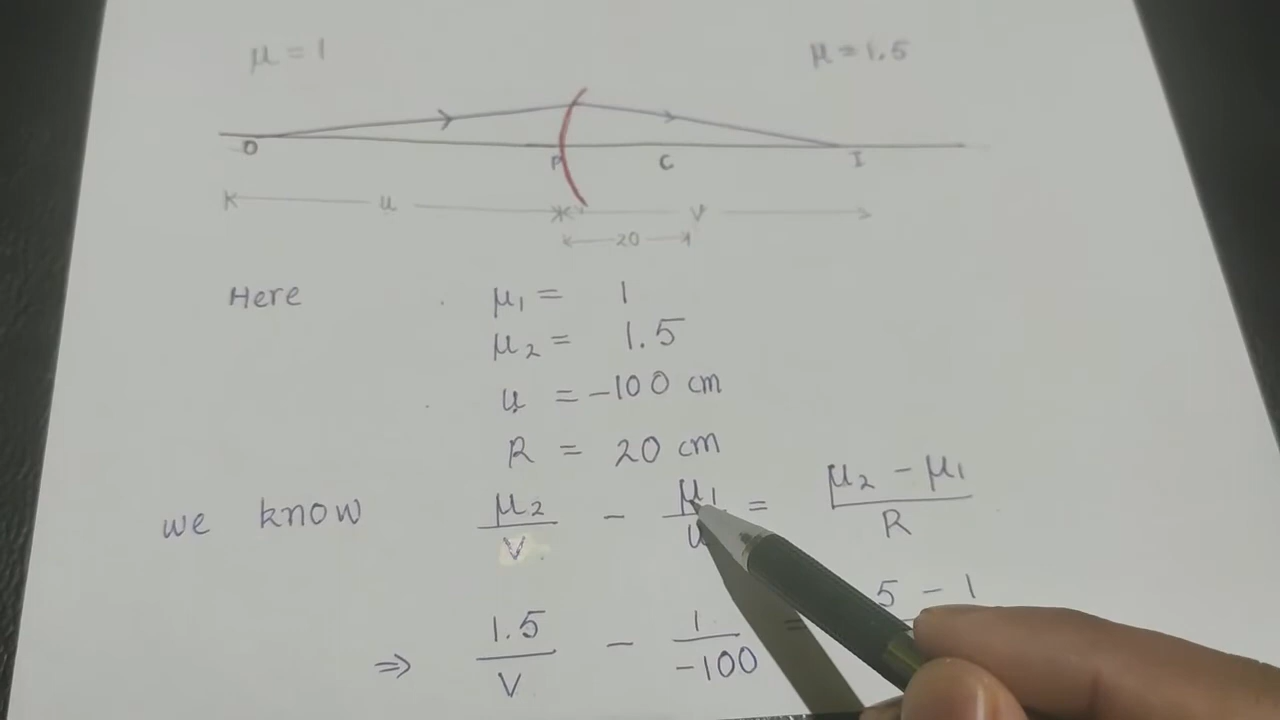 μ = 1 μ = 1.5
O P C I
u v
20
Here μ₁ = 1
μ₂ = 1.5
u = -100 cm
R = 20 cm
we know μ₂/v - μ₁/u = μ₂ - μ₁/R
⇒ 1.5/v - 1/-100 = 5 - 1